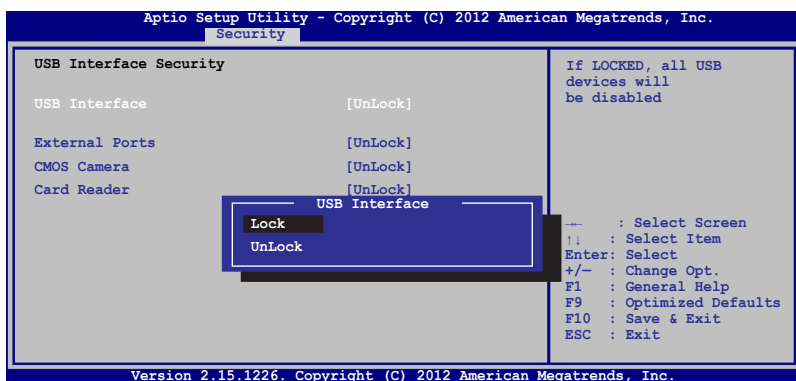 Aptio Setup Utility - Copyright (C) 2012 American Megatrends, Inc.
Security
USB Interface Security
USB Interface [UnLock]
External Ports [UnLock]
CMOS Camera [UnLock]
Card Reader [UnLock]
USB Interface
Lock
UnLock
If LOCKED, all USB
devices will
be disabled
→← : Select Screen
↑↓ : Select Item
Enter: Select
+/— : Change Opt.
F1 : General Help
F9 : Optimized Defaults
F10 : Save & Exit
ESC : Exit
Version 2.15.1226. Copyright (C) 2012 American Megatrends, Inc.